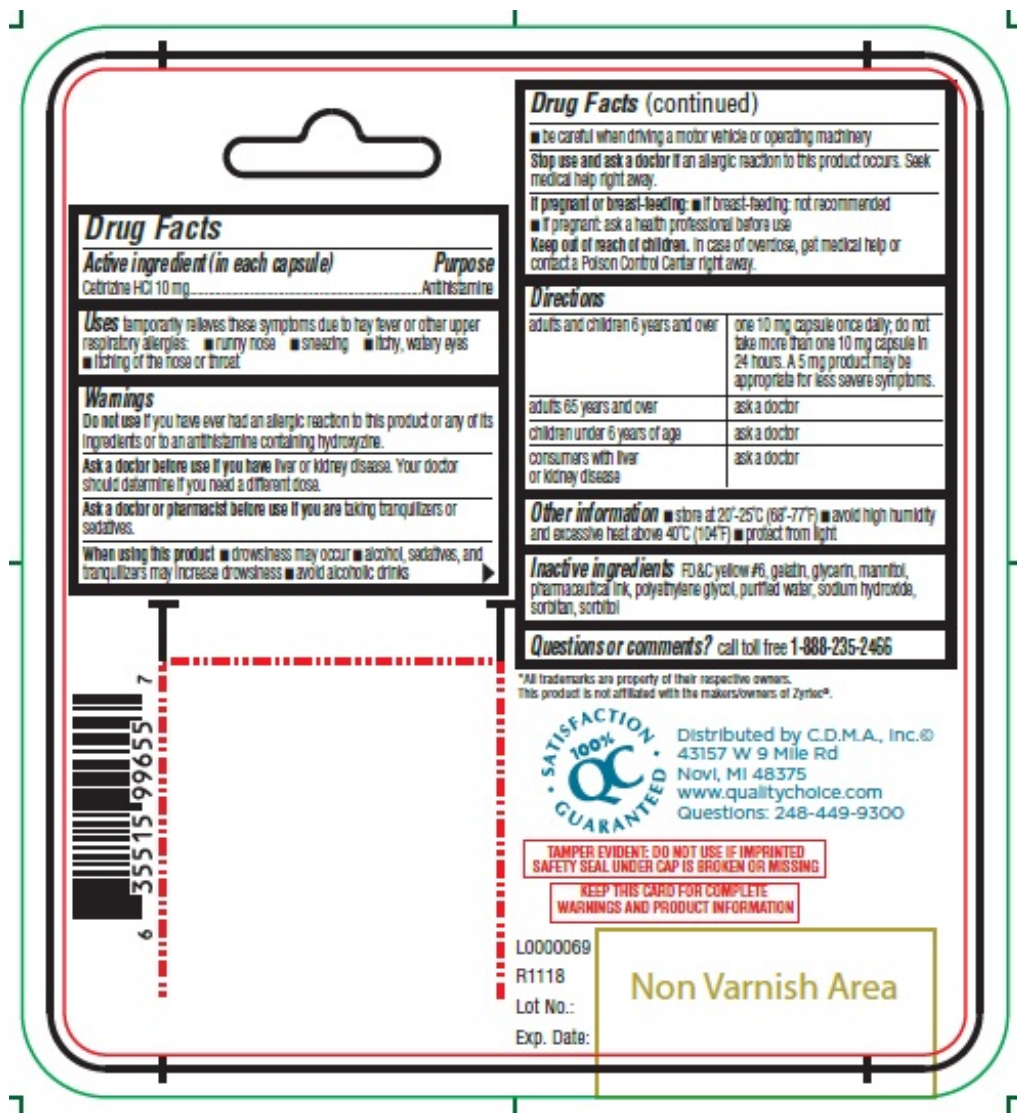 Drug Facts
Active ingredient (in each capsule) Purpose
Cetirizine HCl 10 mg Antihistamine
Uses temporarily relieves these symptoms due to hay fever or other upper
respiratory allergies: ■ runny nose ■ sneezing ■ itchy, watery eyes
■ itching of the nose or throat
Warnings
Do not use if you have ever had an allergic reaction to this product or any of its
ingredients or to an antihistamine containing hydroxyzine.
Ask a doctor before use if you have liver or kidney disease. Your doctor
should determine if you need a different dose.
Ask a doctor or pharmacist before use if you are taking tranquilizers or
sedatives.
When using this product ■ drowsiness may occur ■ alcohol, sedatives, and
tranquilizers may increase drowsiness ■ avoid alcoholic drinks
Drug Facts (continued)
■ be careful when driving a motor vehicle or operating machinery
Stop use and ask a doctor if an allergic reaction to this product occurs. Seek
medical help right away.
If pregnant or breast-feeding: ■ if breast-feeding: not recommended
■ if pregnant: ask a health professional before use
Keep out of reach of children. In case of overdose, get medical help or
contact a Poison Control Center right away.
Directions
adults and children 6 years and over one 10 mg capsule once daily; do not
take more than one 10 mg capsule in
24 hours. A 5 mg product may be
appropriate for less severe symptoms.
adults 65 years and over ask a doctor
children under 6 years of age ask a doctor
consumers with liver ask a doctor
or kidney disease
Other information ■ store at 20°-25°C (68°-77°F) ■ avoid high humidity
and excessive heat above 40°C (104°F) ■ protect from light
Inactive ingredients FD&C yellow #6, gelatin, glycerin, mannitol,
pharmaceutical ink, polyethylene glycol, purified water, sodium hydroxide,
sorbitan, sorbitol
Questions or comments? call toll free 1-888-235-2466
*All trademarks are property of their respective owners.
This product is not affiliated with the makers/owners of Zyrtec®.
SATISFACTION
100%
QC
GUARANTEED
Distributed by C.D.M.A., Inc.©
43157 W 9 Mile Rd
Novi, MI 48375
www.qualitychoice.com
Questions: 248-449-9300
TAMPER EVIDENT: DO NOT USE IF IMPRINTED
SAFETY SEAL UNDER CAP IS BROKEN OR MISSING
KEEP THIS CARD FOR COMPLETE
WARNINGS AND PRODUCT INFORMATION
6 35515 99655 7
L0000069
R1118
Lot No.:
Exp. Date:
Non Varnish Area